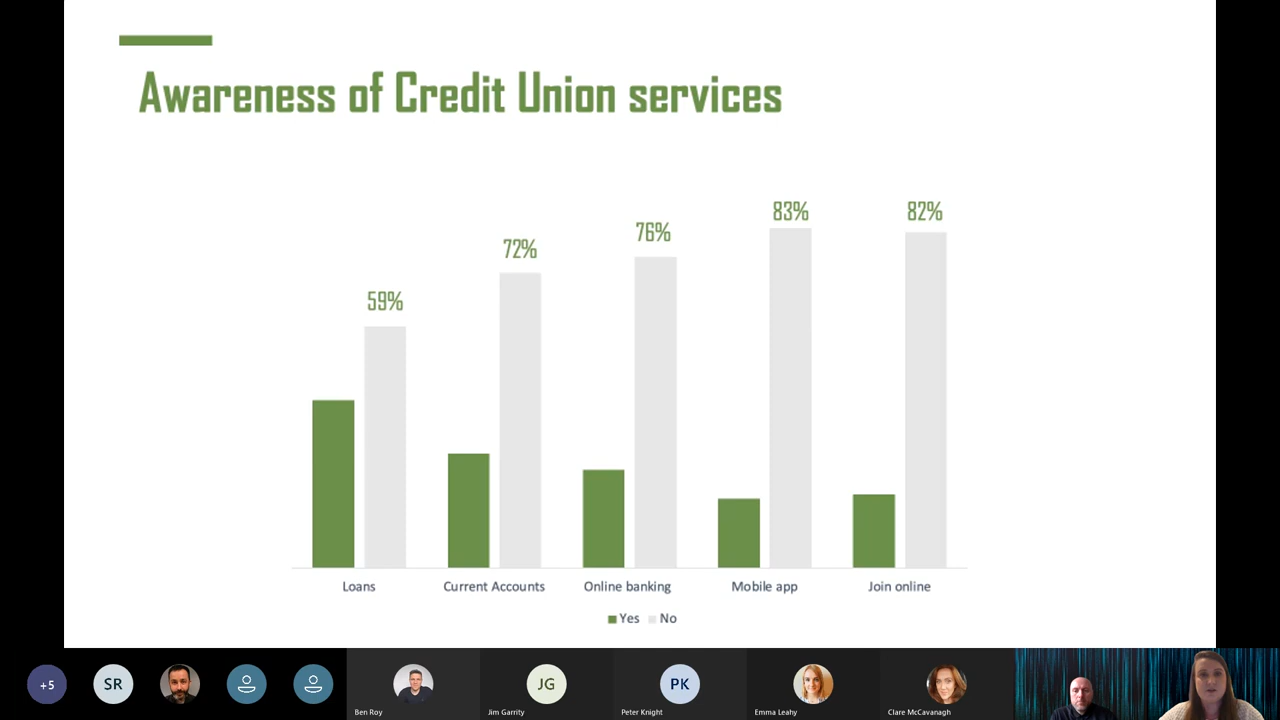 Awareness of Credit Union services
83%
82%
76%
72%
59%
Loans
Current Accounts
Online banking
Mobile app
Join online
Yes
No
+5
SR
JG
PK
Ben Roy
Jim Garrity
Peter Knight
Emma Leahy
Clare McCavanagh